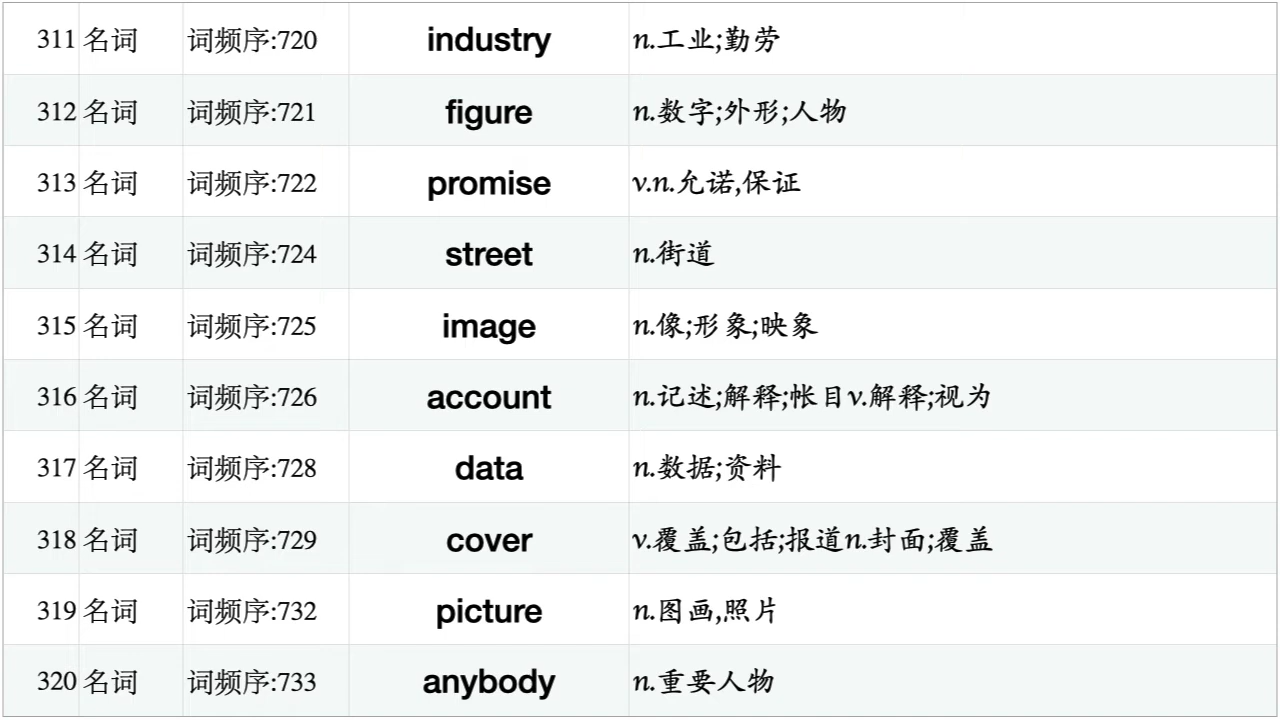 311 名词 词频序:720 industry n.工业;勤劳
312 名词 词频序:721 figure n.数字;外形;人物
313 名词 词频序:722 promise v.n.允诺,保证
314 名词 词频序:724 street n.街道
315 名词 词频序:725 image n.像;形象;映象
316 名词 词频序:726 account n.记述;解释;帐目v.解释;视为
317 名词 词频序:728 data n.数据;资料
318 名词 词频序:729 cover v.覆盖;包括;报道n.封面;覆盖
319 名词 词频序:732 picture n.图画,照片
320 名词 词频序:733 anybody n.重要人物